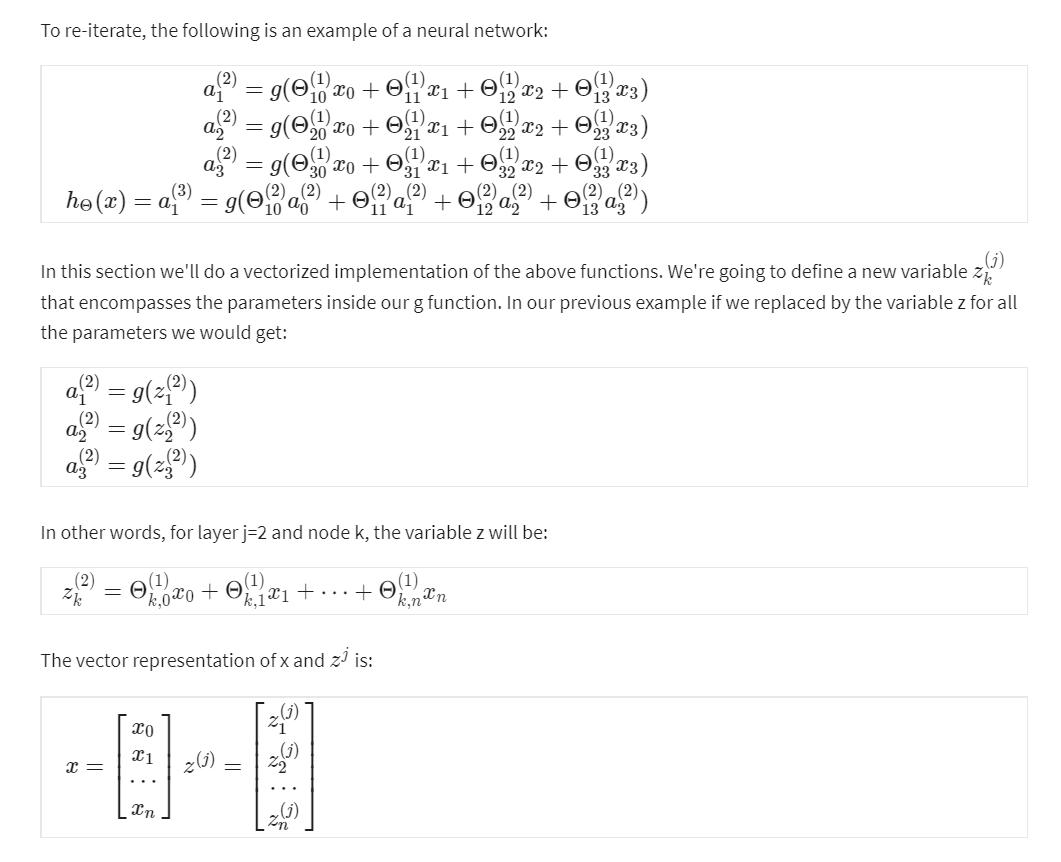 To re-iterate, the following is an example of a neural network:
a_1^{(2)} = g(Θ_{10}^{(1)}x_0 + Θ_{11}^{(1)}x_1 + Θ_{12}^{(1)}x_2 + Θ_{13}^{(1)}x_3)
a_2^{(2)} = g(Θ_{20}^{(1)}x_0 + Θ_{21}^{(1)}x_1 + Θ_{22}^{(1)}x_2 + Θ_{23}^{(1)}x_3)
a_3^{(2)} = g(Θ_{30}^{(1)}x_0 + Θ_{31}^{(1)}x_1 + Θ_{32}^{(1)}x_2 + Θ_{33}^{(1)}x_3)
h_Θ(x) = a_1^{(3)} = g(Θ_{10}^{(2)}a_0^{(2)} + Θ_{11}^{(2)}a_1^{(2)} + Θ_{12}^{(2)}a_2^{(2)} + Θ_{13}^{(2)}a_3^{(2)})
In this section we'll do a vectorized implementation of the above functions. We're going to define a new variable z_k^{(j)}
that encompasses the parameters inside our g function. In our previous example if we replaced by the variable z for all
the parameters we would get:
a_1^{(2)} = g(z_1^{(2)})
a_2^{(2)} = g(z_2^{(2)})
a_3^{(2)} = g(z_3^{(2)})
In other words, for layer j=2 and node k, the variable z will be:
z_k^{(2)} = Θ_{k,0}^{(1)}x_0 + Θ_{k,1}^{(1)}x_1 + ⋯ + Θ_{k,n}^{(1)}x_n
The vector representation of x and z^j is:
x = [x_0 x_1 ⋯ x_n] z^{(j)} = [z_1^{(j)} z_2^{(j)} ⋯ z_n^{(j)}]